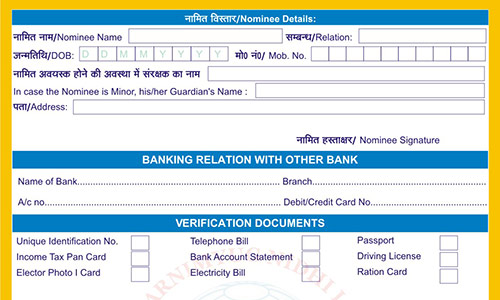 नामित विस्तार/Nominee Details:
नामित नाम/Nominee Name सम्बन्ध/Relation:
जन्मतिथि/DOB: D D M M Y Y Y Y मो० नं०/ Mob. No.
नामित अवयस्क होने की अवस्था में संरक्षक का नाम
In case the Nominee is Minor, his/her Guardian's Name :
पता/Address:
नामित हस्ताक्षर/ Nominee Signature
BANKING RELATION WITH OTHER BANK
Name of Bank.......................................................... Branch..........................................
A/c no.................................................................. Debit/Credit Card No............................
VERIFICATION DOCUMENTS
Unique Identification No. Telephone Bill Passport
Income Tax Pan Card Bank Account Statement Driving License
Elector Photo I Card Electricity Bill Ration Card